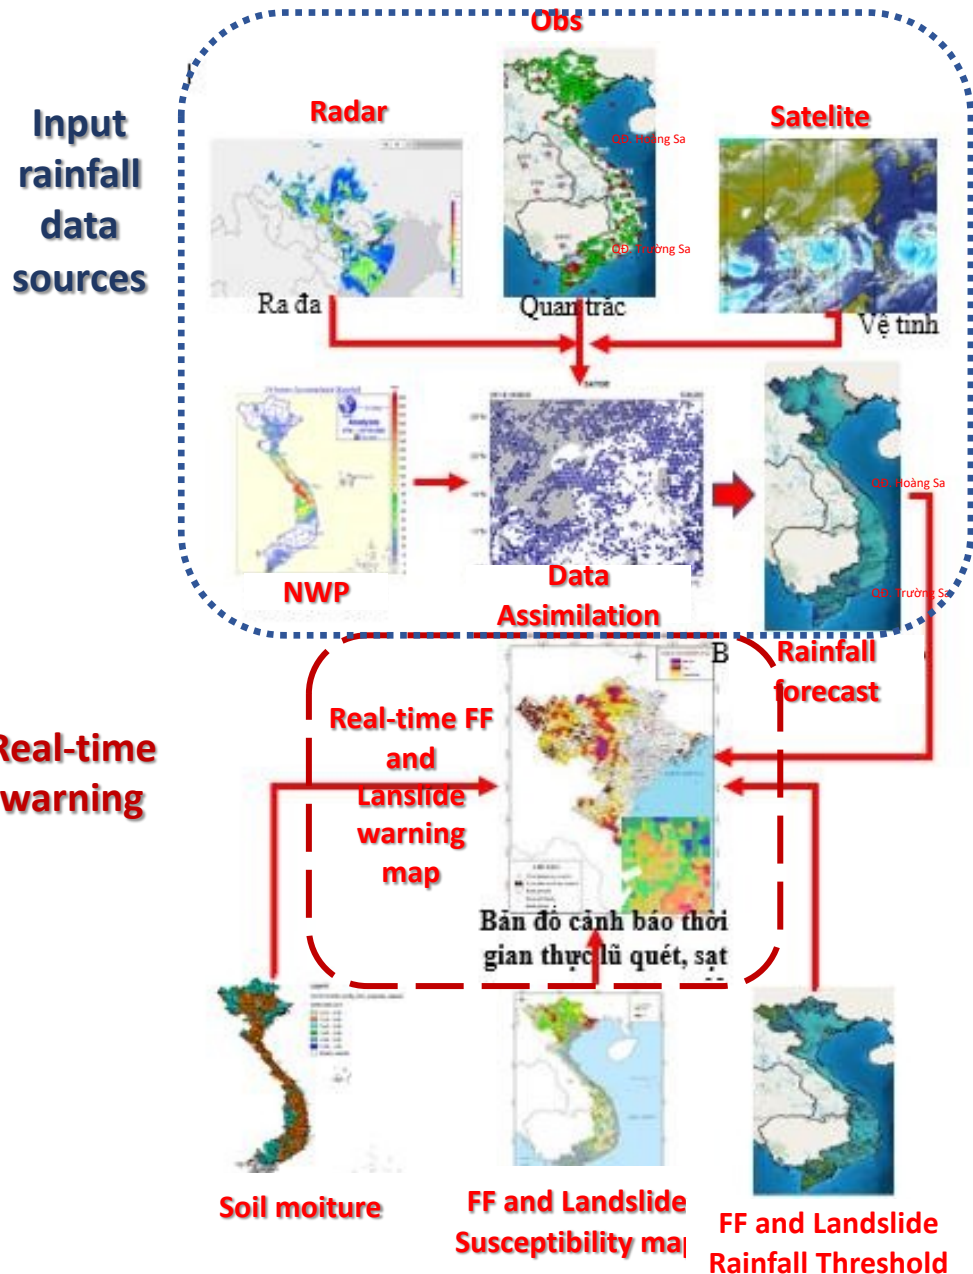 Obs
Input
rainfall
data
sources
Radar
Satelite
QĐ. Hoàng Sa
QĐ. Trường Sa
Ra đa
Quan trắc
Vệ tinh
QĐ. Hoàng Sa
QĐ. Trường Sa
NWP
Data
Assimilation
Rainfall
forecast
B
Real-time
warning
Real-time FF
and
Lanslide
warning
map
Bản đồ cảnh báo thời
gian thực lũ quét, sạt
Soil moiture
FF and Landslide
Susceptibility map
FF and Landslide
Rainfall Threshold